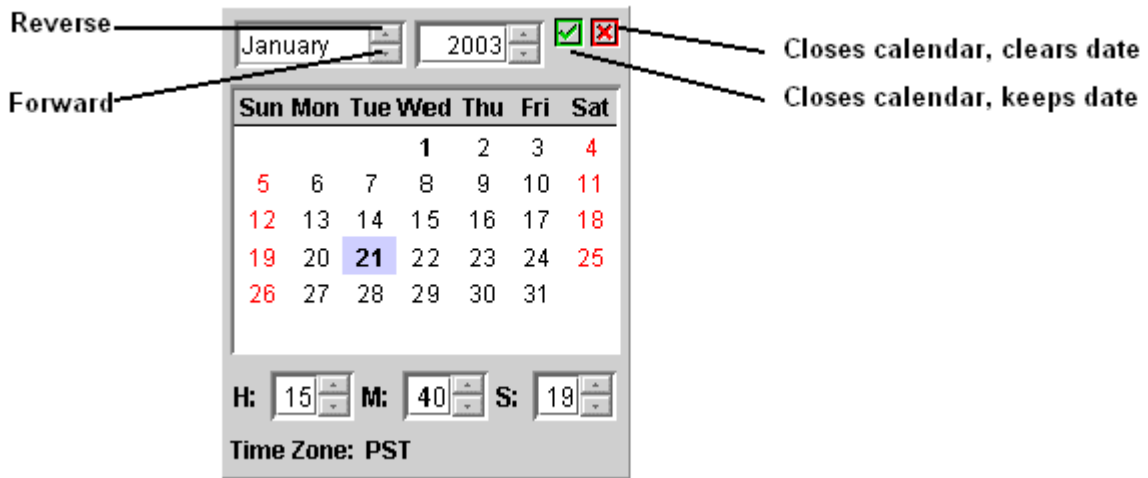 Reverse
January 2003
Closes calendar, clears date
Forward
Closes calendar, keeps date
Sun Mon Tue Wed Thu Fri Sat
1 2 3 4
5 6 7 8 9 10 11
12 13 14 15 16 17 18
19 20 21 22 23 24 25
26 27 28 29 30 31
H: 15 M: 40 S: 19
Time Zone: PST